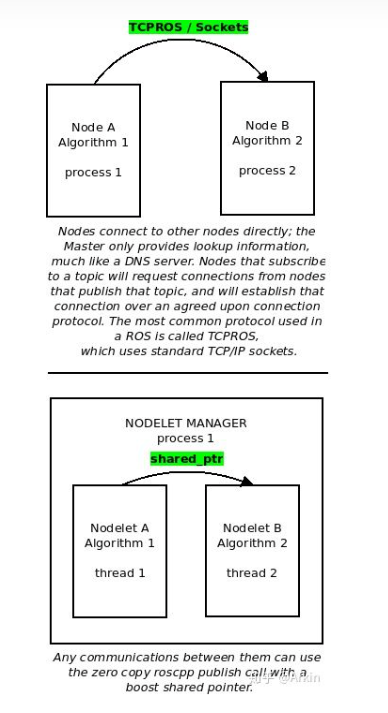 TCPROS / Sockets
Node A
Algorithm 1
process 1
Node B
Algorithm 2
process 2
Nodes connect to other nodes directly; the
Master only provides lookup information,
much like a DNS server. Nodes that subscribe
to a topic will request connections from nodes
that publish that topic, and will establish that
connection over an agreed upon connection
protocol. The most common protocol used in
a ROS is called TCPROS,
which uses standard TCP/IP sockets.
NODELET MANAGER
process 1
shared_ptr
Nodelet A
Algorithm 1
thread 1
Nodelet B
Algorithm 2
thread 2
Any communications between them can use
the zero copy roscpp publish call with a
boost shared pointer.
知乎 @Arkin